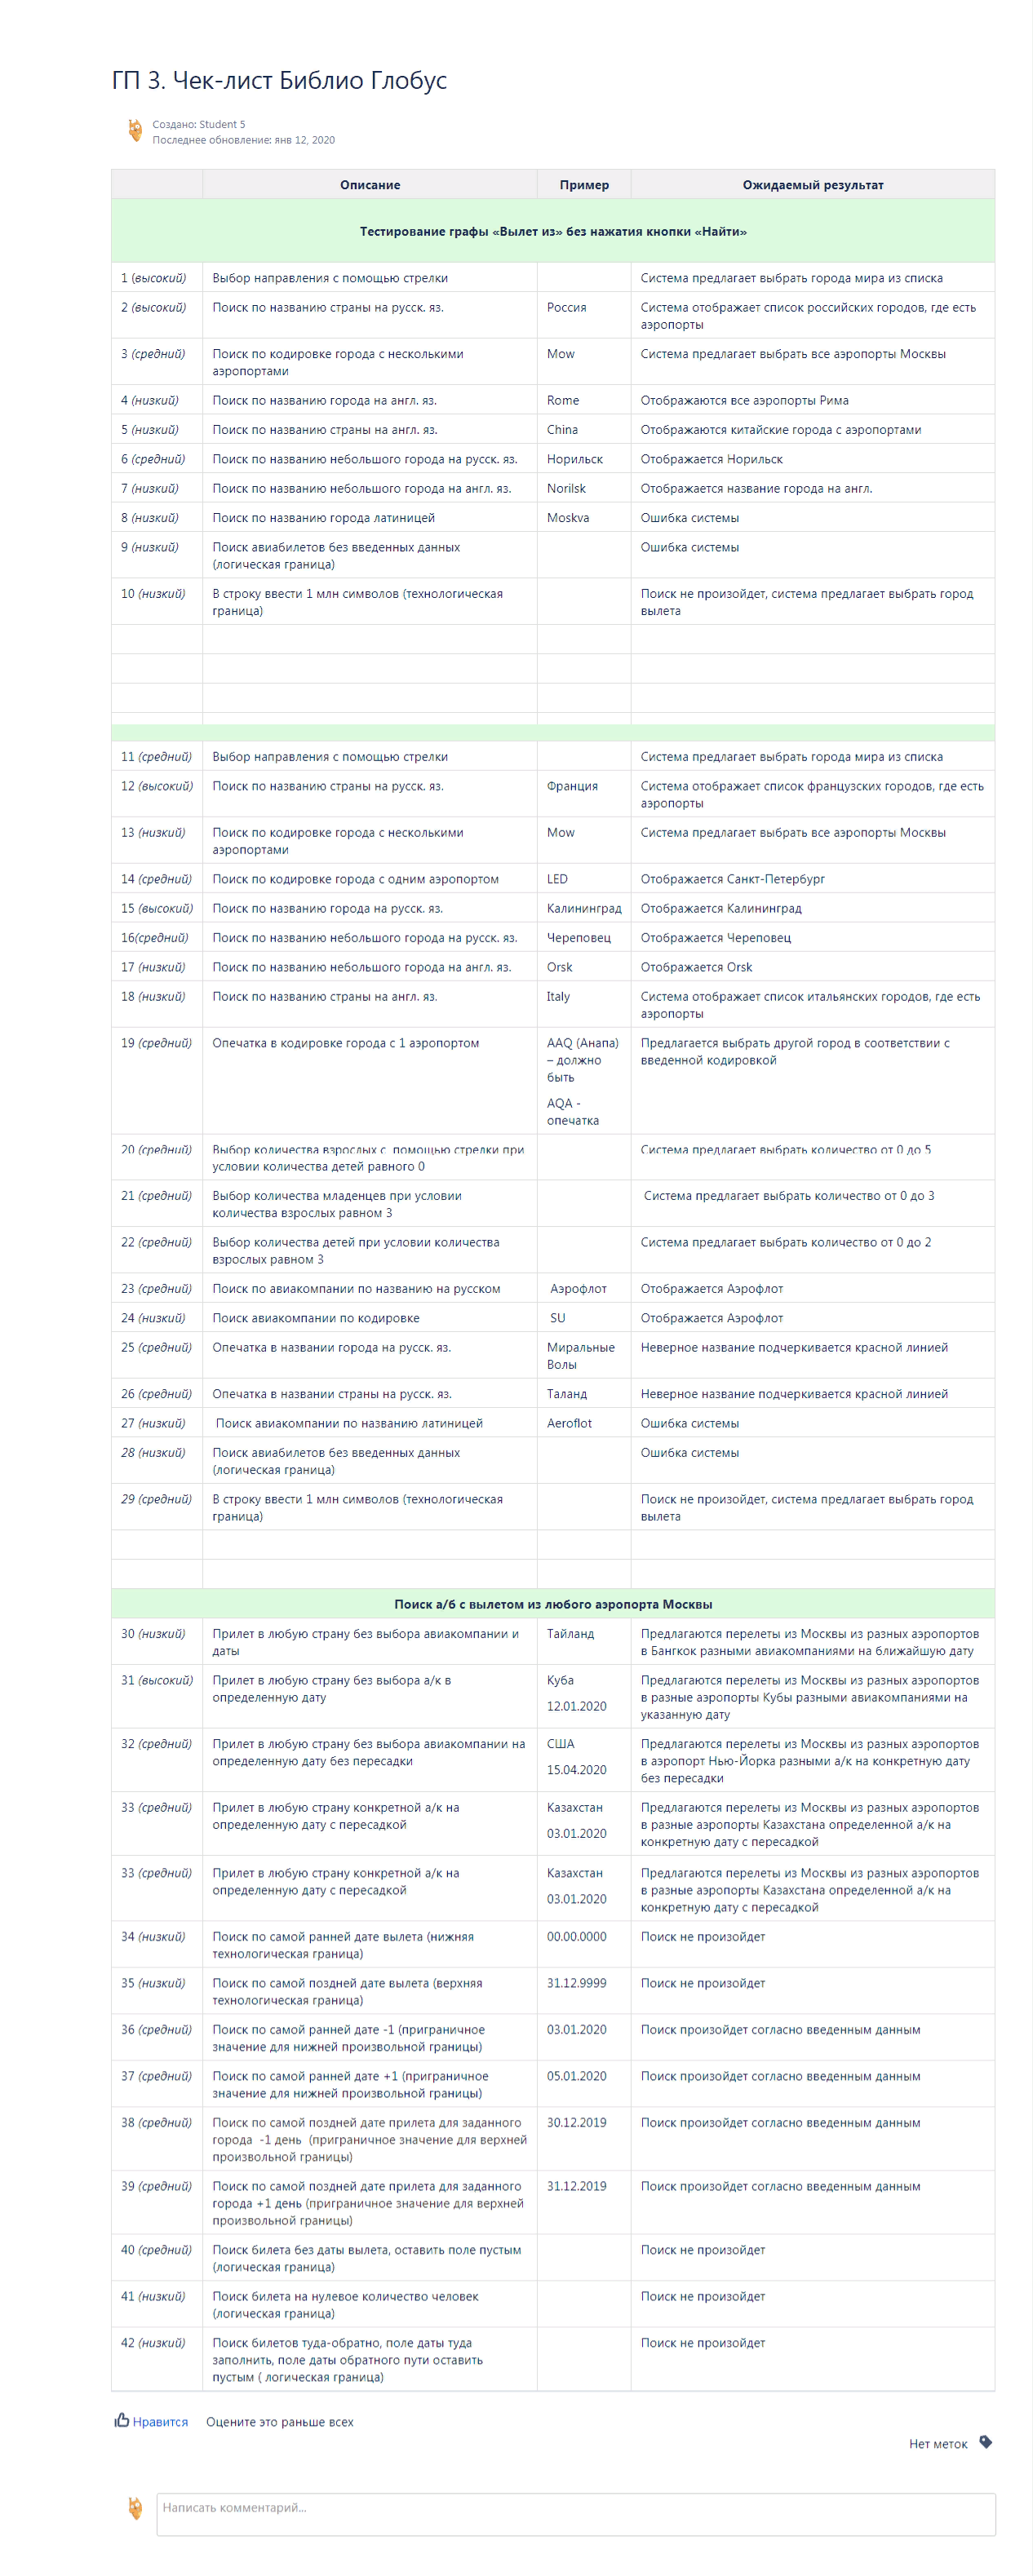 ГП 3. Чек-лист Библио Глобус
Создано: Student 5
Последнее обновление: янв 12, 2020
Описание Пример Ожидаемый результат
Тестирование графы «Вылет из» без нажатия кнопки «Найти»
1 (высокий) Выбор направления с помощью стрелки Система предлагает выбрать города мира из списка
2 (высокий) Поиск по названию страны на русск. яз. Россия Система отображает список российских городов, где есть
аэропорты
3 (средний) Поиск по кодировке города с несколькими Mow Система предлагает выбрать все аэропорты Москвы
аэропортами
4 (низкий) Поиск по названию города на англ. яз. Rome Отображаются все аэропорты Рима
5 (низкий) Поиск по названию страны на англ. яз. China Отображаются китайские города с аэропортами
6 (средний) Поиск по названию небольшого города на русск. яз. Норильск Отображается Норильск
7 (низкий) Поиск по названию небольшого города на англ. яз. Norilsk Отображается название города на англ.
8 (низкий) Поиск по названию города латиницей Moskva Ошибка системы
9 (низкий) Поиск авиабилетов без введенных данных Ошибка системы
(логическая граница)
10 (низкий) В строку ввести 1 млн символов (технологическая Поиск не произойдет, система предлагает выбрать город
граница) вылета
11 (средний) Выбор направления с помощью стрелки Система предлагает выбрать города мира из списка
12 (высокий) Поиск по названию страны на русск. яз. Франция Система отображает список французских городов, где есть
аэропорты
13 (низкий) Поиск по кодировке города с несколькими Mow Система предлагает выбрать все аэропорты Москвы
аэропортами
14 (средний) Поиск по кодировке города с одним аэропортом LED Отображается Санкт-Петербург
15 (высокий) Поиск по названию города на русск. яз. Калининград Отображается Калининград
16(средний) Поиск по названию небольшого города на русск. яз. Череповец Отображается Череповец
17 (низкий) Поиск по названию небольшого города на англ. яз. Orsk Отображается Orsk
18 (низкий) Поиск по названию страны на англ. яз. Italy Система отображает список итальянских городов, где есть
аэропорты
19 (средний) Опечатка в кодировке города с 1 аэропортом AAQ (Анапа) Предлагается выбрать другой город в соответствии с
– должно введенной кодировкой
быть
AQA -
опечатка
20 (средний) Выбор количества взрослых с помощью стрелки при Система предлагает выбрать количество от 0 до 5
условии количества детей равного 0
21 (средний) Выбор количества младенцев при условии Система предлагает выбрать количество от 0 до 3
количества взрослых равном 3
22 (средний) Выбор количества детей при условии количества Система предлагает выбрать количество от 0 до 2
взрослых равном 3
23 (средний) Поиск по авиакомпании по названию на русском Аэрофлот Отображается Аэрофлот
24 (низкий) Поиск авиакомпании по кодировке SU Отображается Аэрофлот
25 (средний) Опечатка в названии города на русск. яз. Миральные Неверное название подчеркивается красной линией
Волы
26 (средний) Опечатка в названии страны на русск. яз. Таланд Неверное название подчеркивается красной линией
27 (низкий) Поиск авиакомпании по названию латиницей Aeroflot Ошибка системы
28 (низкий) Поиск авиабилетов без введенных данных Ошибка системы
(логическая граница)
29 (средний) В строку ввести 1 млн символов (технологическая Поиск не произойдет, система предлагает выбрать город
граница) вылета
Поиск а/б с вылетом из любого аэропорта Москвы
30 (низкий) Прилет в любую страну без выбора авиакомпании и Тайланд Предлагаются перелеты из Москвы из разных аэропортов
даты в Бангкок разными авиакомпаниями на ближайшую дату
31 (высокий) Прилет в любую страну без выбора а/к в Куба Предлагаются перелеты из Москвы из разных аэропортов
определенную дату 12.01.2020 в разные аэропорты Кубы разными авиакомпаниями на
указанную дату
32 (средний) Прилет в любую страну без выбора авиакомпании на США Предлагаются перелеты из Москвы из разных аэропортов
определенную дату без пересадки 15.04.2020 в аэропорт Нью-Йорка разными а/к на конкретную дату
без пересадки
33 (средний) Прилет в любую страну конкретной а/к на Казахстан Предлагаются перелеты из Москвы из разных аэропортов
определенную дату с пересадкой 03.01.2020 в разные аэропорты Казахстана определенной а/к на
конкретную дату с пересадкой
33 (средний) Прилет в любую страну конкретной а/к на Казахстан Предлагаются перелеты из Москвы из разных аэропортов
определенную дату с пересадкой 03.01.2020 в разные аэропорты Казахстана определенной а/к на
конкретную дату с пересадкой
34 (низкий) Поиск по самой ранней дате вылета (нижняя 00.00.0000 Поиск не произойдет
технологическая граница)
35 (низкий) Поиск по самой поздней дате вылета (верхняя 31.12.9999 Поиск не произойдет
технологическая граница)
36 (средний) Поиск по самой ранней дате -1 (приграничное 03.01.2020 Поиск произойдет согласно введенным данным
значение для нижней произвольной границы)
37 (средний) Поиск по самой ранней дате +1 (приграничное 05.01.2020 Поиск произойдет согласно введенным данным
значение для нижней произвольной границы)
38 (средний) Поиск по самой поздней дате прилета для заданного 30.12.2019 Поиск произойдет согласно введенным данным
города -1 день (приграничное значение для верхней
произвольной границы)
39 (средний) Поиск по самой поздней дате прилета для заданного 31.12.2019 Поиск произойдет согласно введенным данным
города +1 день (приграничное значение для верхней
произвольной границы)
40 (средний) Поиск билета без даты вылета, оставить поле пустым Поиск не произойдет
(логическая граница)
41 (низкий) Поиск билета на нулевое количество человек Поиск не произойдет
(логическая граница)
42 (низкий) Поиск билетов туда-обратно, поле даты туда Поиск не произойдет
заполнить, поле даты обратного пути оставить
пустым ( логическая граница)
Нравится Оцените это раньше всех
Нет меток
Написать комментарий...